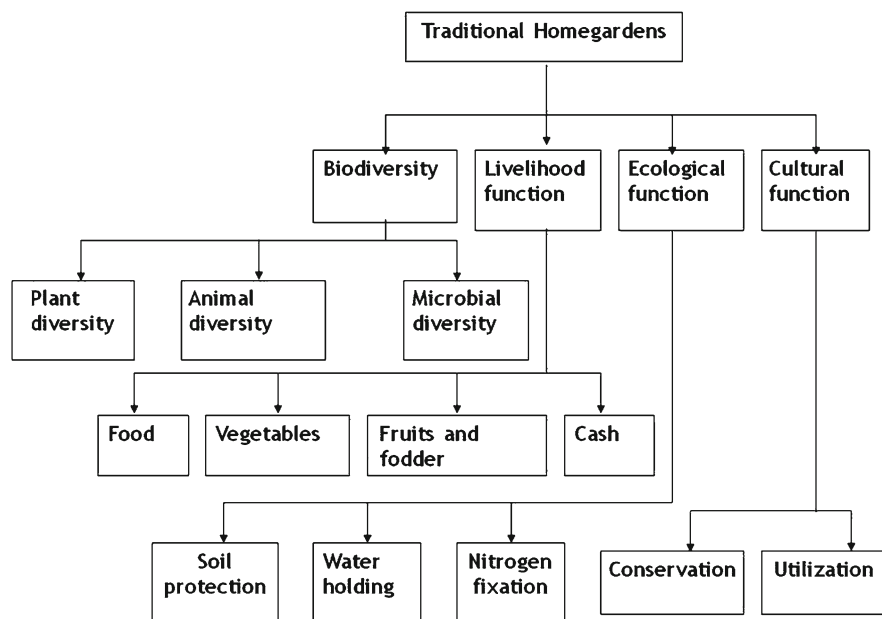 Traditional Homegardens
Biodiversity
Livelihood
function
Ecological
function
Cultural
function
Plant
diversity
Animal
diversity
Microbial
diversity
Food
Vegetables
Fruits and
fodder
Cash
Soil
protection
Water
holding
Nitrogen
fixation
Conservation
Utilization